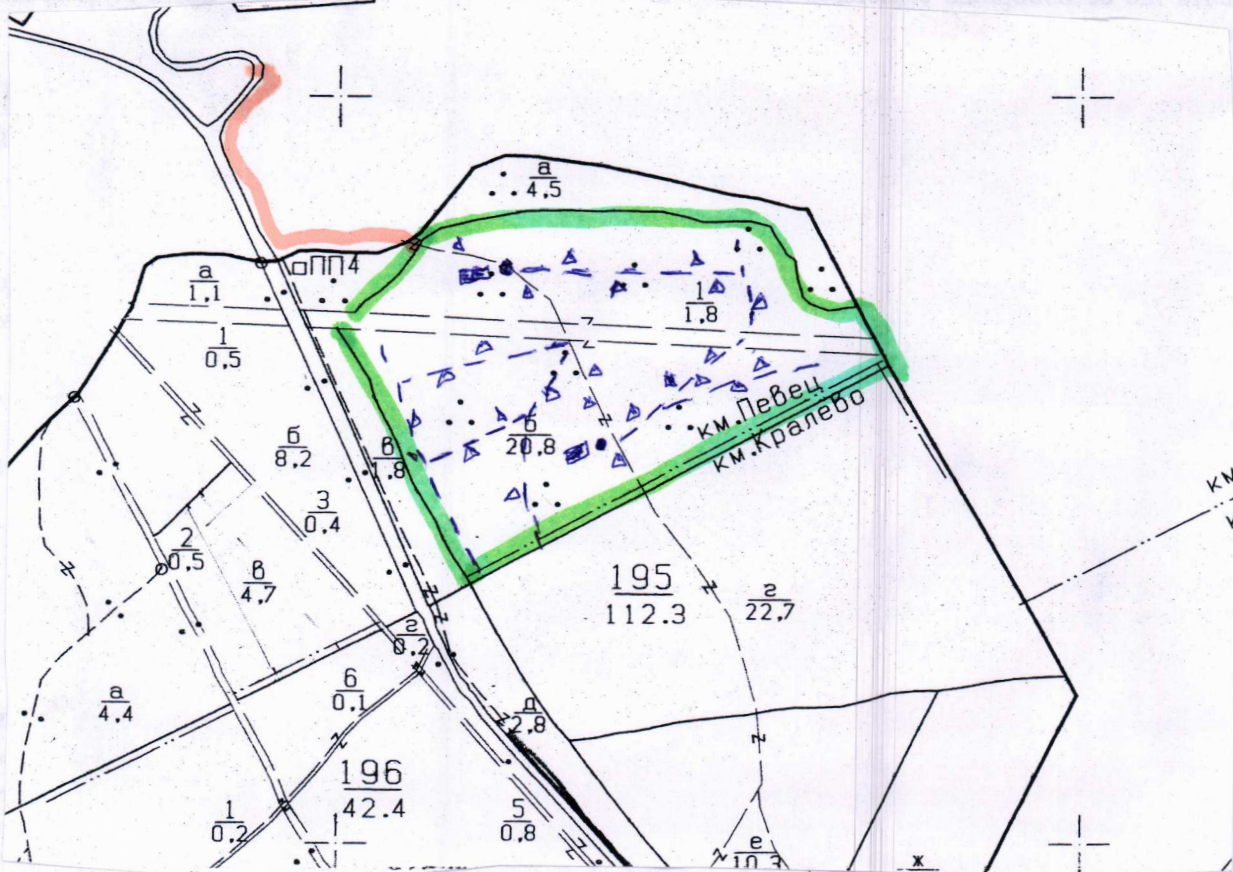 а
4,5
ПП4
а
1,1
1
0,5
1
1,8
км.Певец
км.Кралево
б
20,8
б
8,2
в
1,8
3
0,4
2
0,5
в
4,7
195
112.3
г
22,7
км
г
0,2
б
0,1
а
4,4
д
2,8
196
42.4
1
0,2
5
0,8
е
10,3
ж